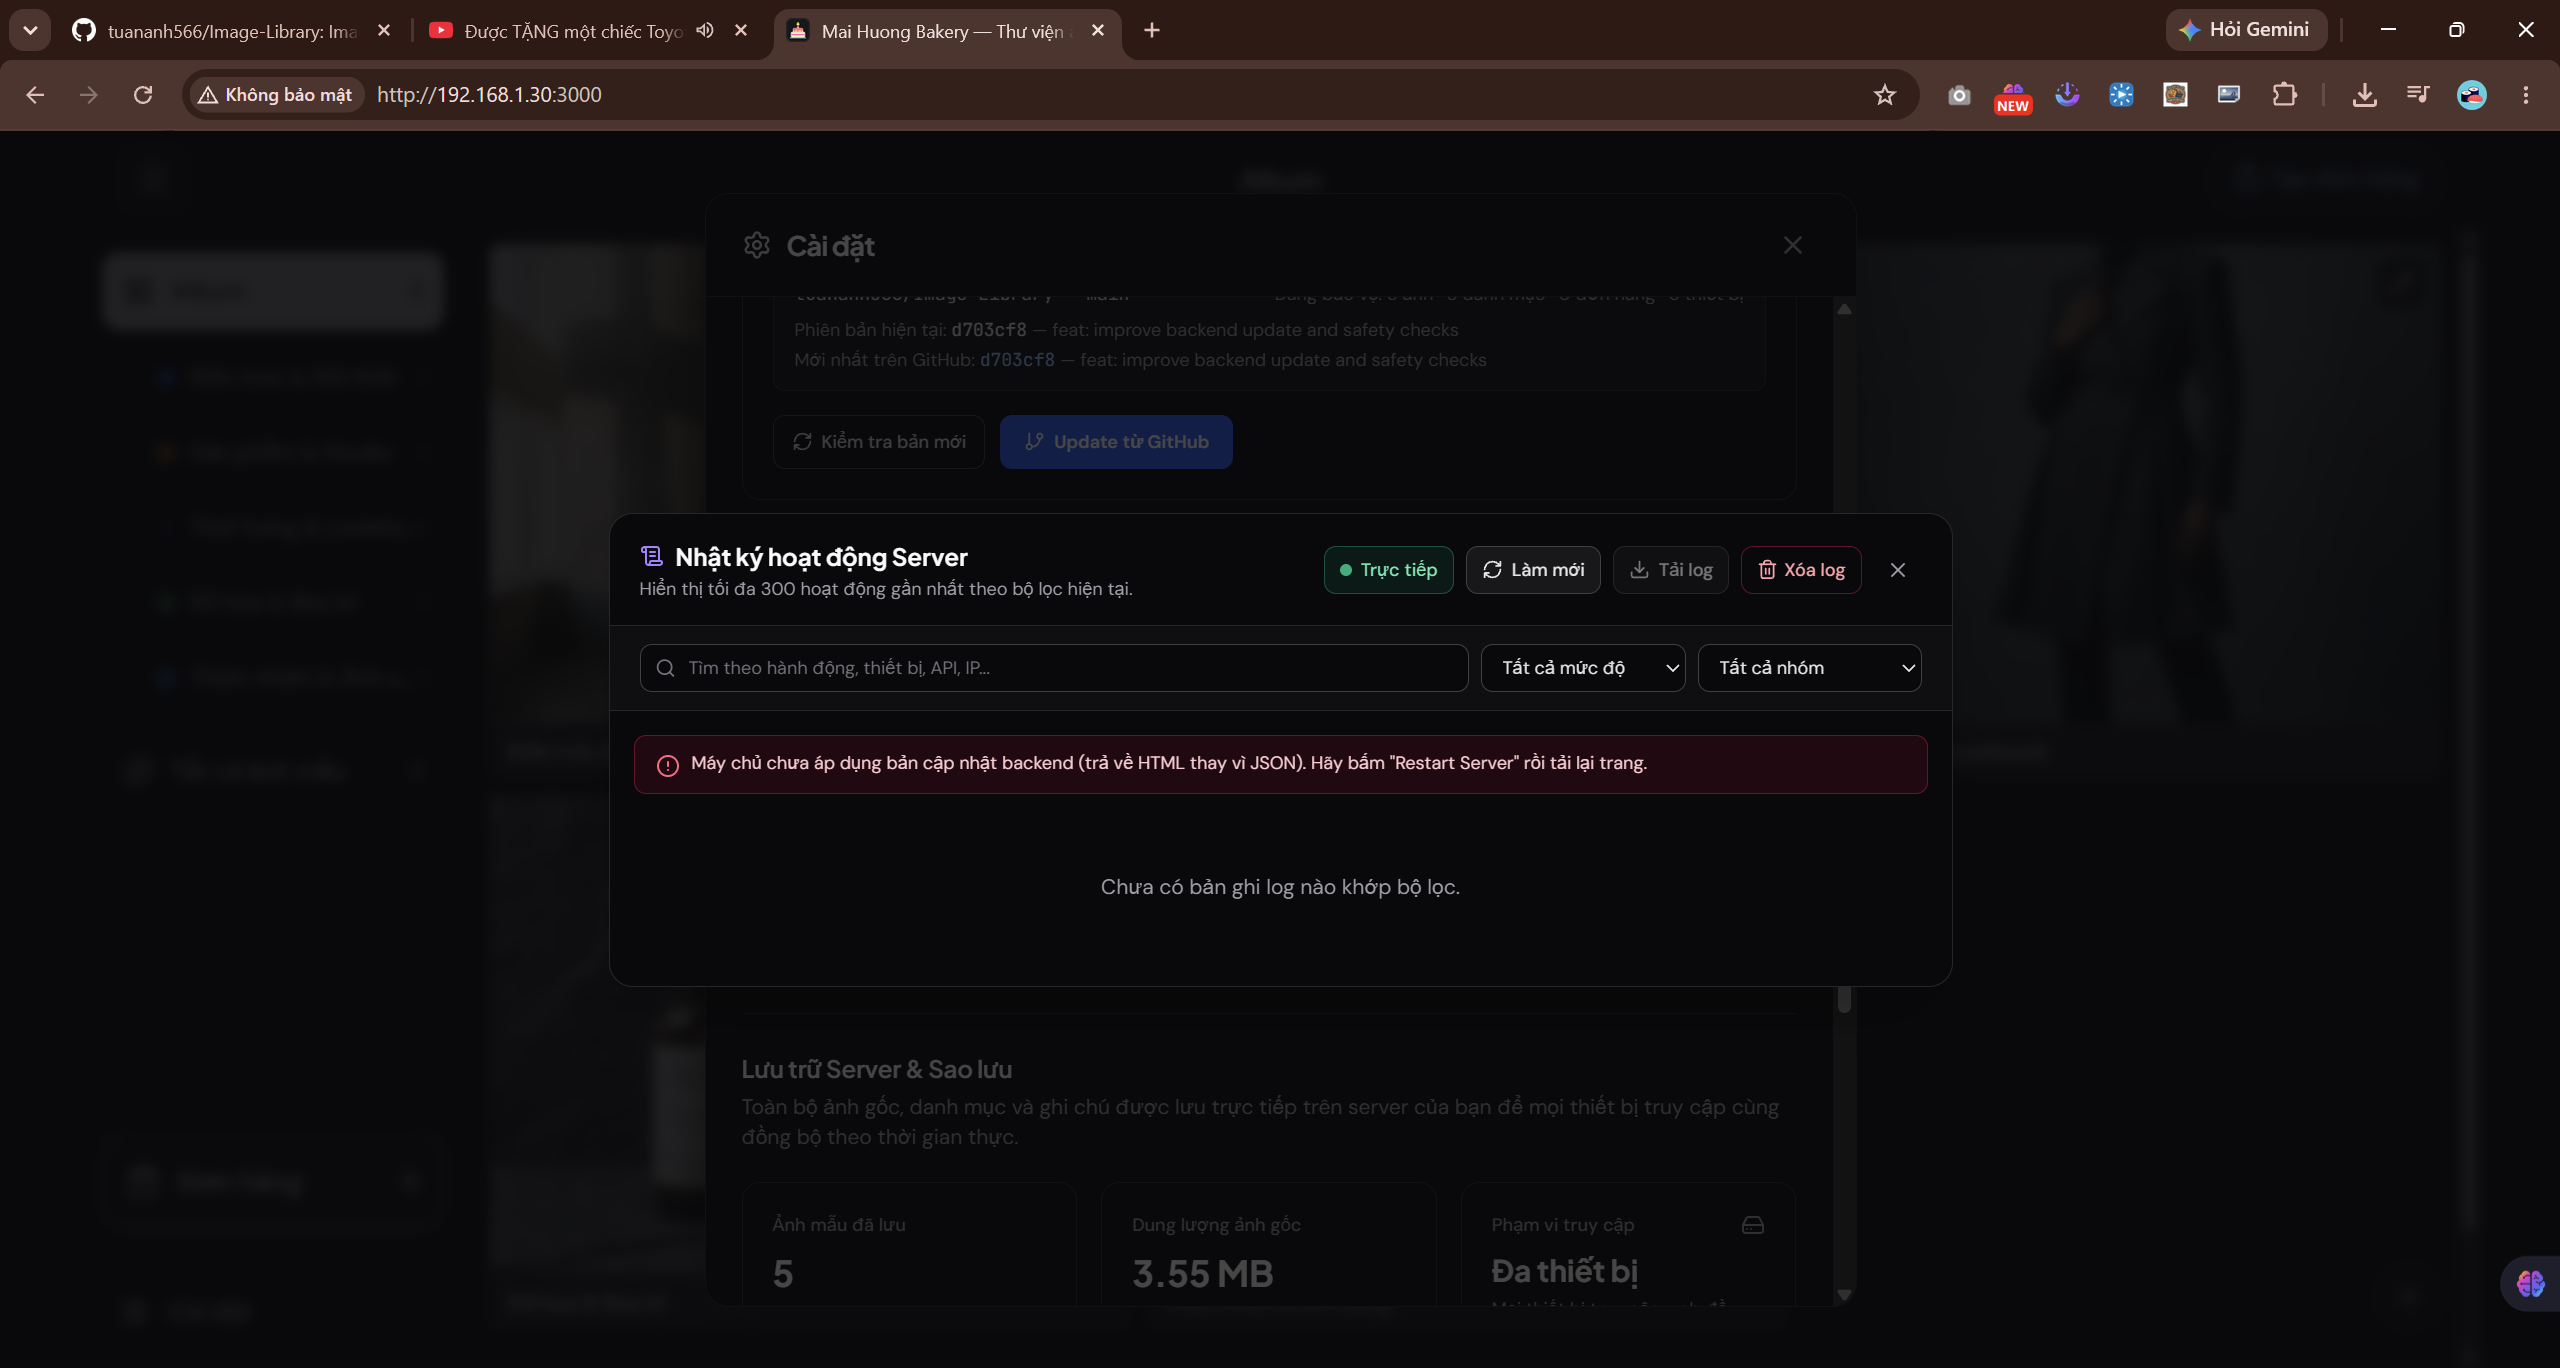 tuananh566/Image-Library: Ima
Được TẶNG một chiếc Toyo
Mai Huong Bakery — Thư viện
Hỏi Gemini
Không bảo mật
http://192.168.1.30:3000
NEW
Cài đặt
Phiên bản hiện tại: d703cf8 — feat: improve backend update and safety checks
Mới nhất trên GitHub: d703cf8 — feat: improve backend update and safety checks
Kiểm tra bản mới
Update từ GitHub
Nhật ký hoạt động Server
Hiển thị tối đa 300 hoạt động gần nhất theo bộ lọc hiện tại.
Trực tiếp
Làm mới
Tải log
Xóa log
Tìm theo hành động, thiết bị, API, IP...
Tất cả mức độ
Tất cả nhóm
Máy chủ chưa áp dụng bản cập nhật backend (trả về HTML thay vì JSON). Hãy bấm "Restart Server" rồi tải lại trang.
Chưa có bản ghi log nào khớp bộ lọc.
Lưu trữ Server & Sao lưu
Toàn bộ ảnh gốc, danh mục và ghi chú được lưu trực tiếp trên server của bạn để mọi thiết bị truy cập cùng
đồng bộ theo thời gian thực.
Ảnh mẫu đã lưu
5
Dung lượng ảnh gốc
3.55 MB
Phạm vi truy cập
Đa thiết bị